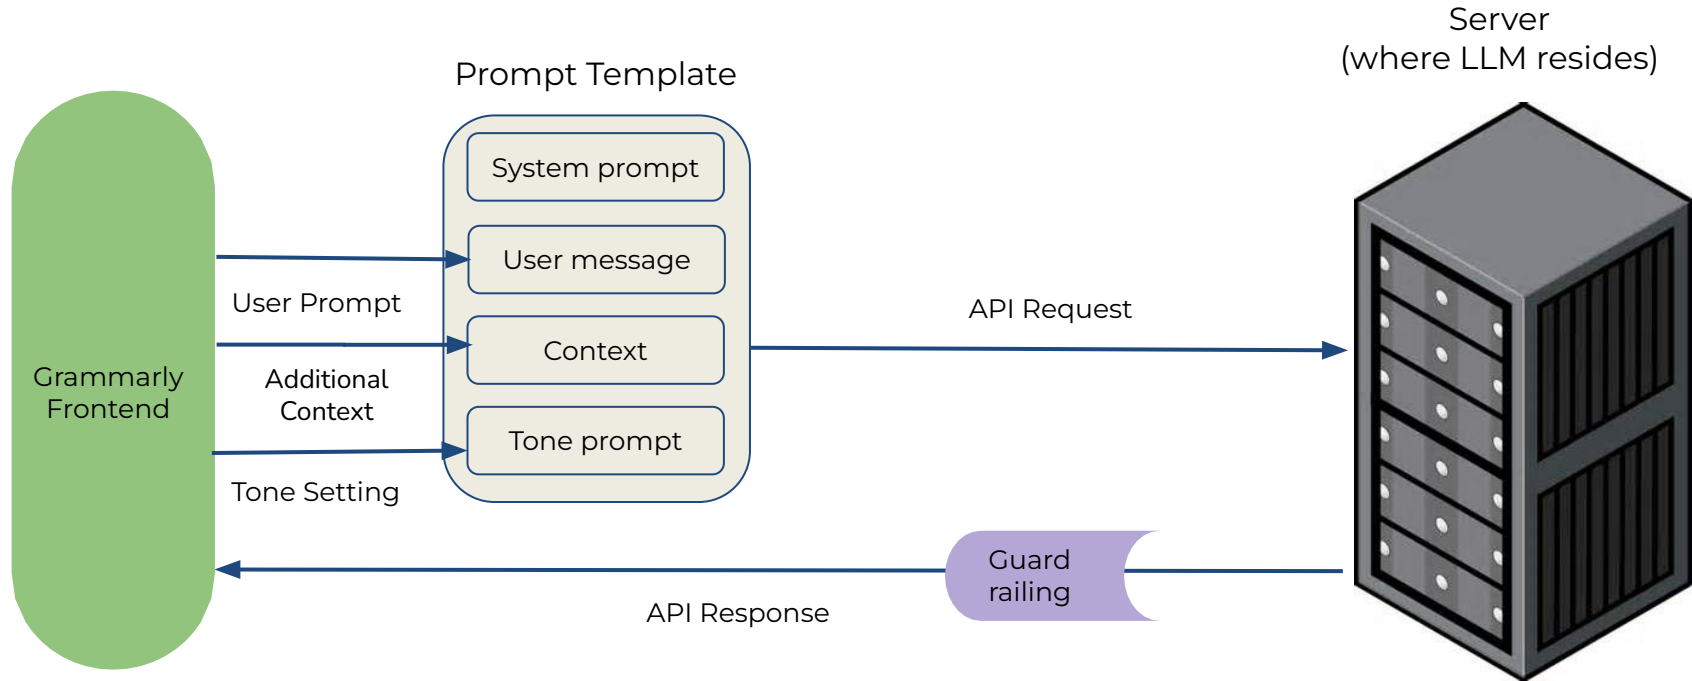 Server
(where LLM resides)
Prompt Template
System prompt
User message
User Prompt
Context
API Request
Grammarly
Frontend
Additional
Context
Tone prompt
Tone Setting
Guard
railing
API Response